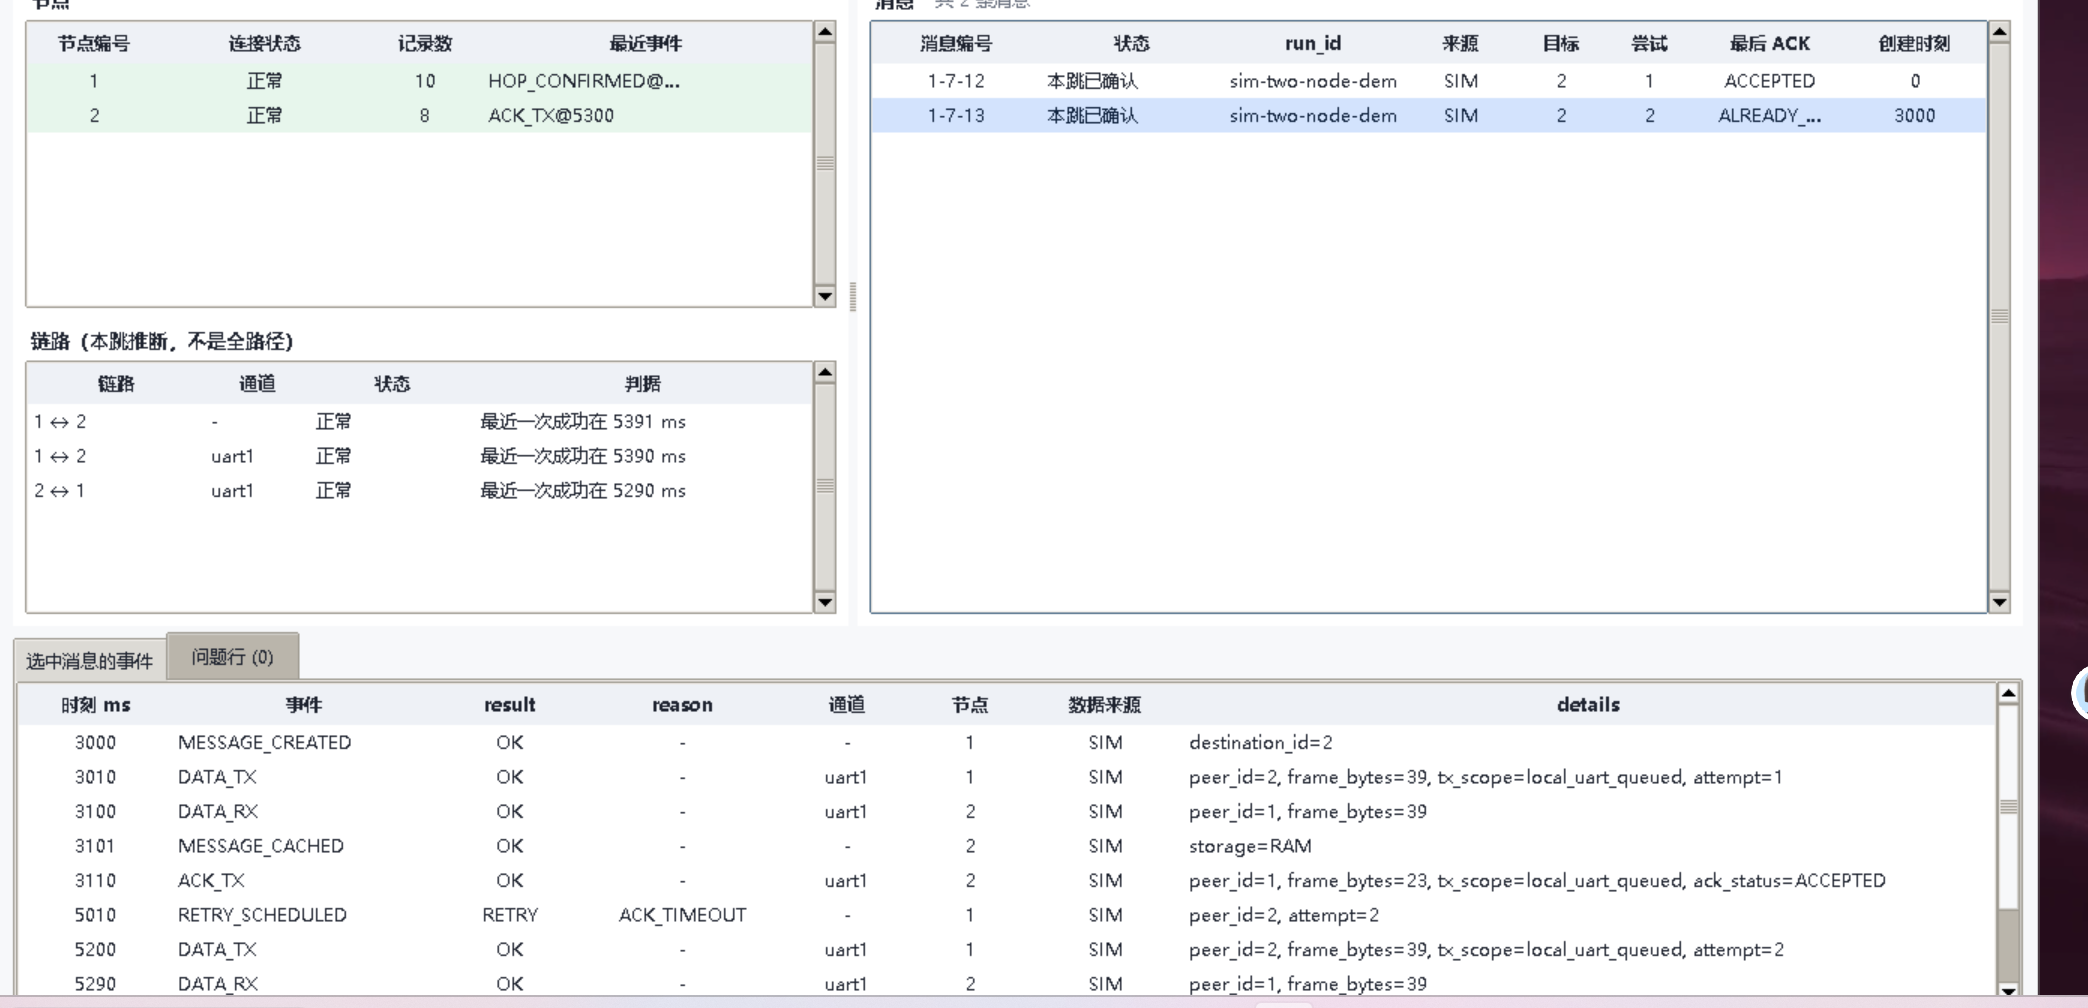 节点
节点编号 连接状态 记录数 最近事件
1 正常 10 HOP_CONFIRMED@...
2 正常 8 ACK_TX@5300
链路 (本跳推断，不是全路径)
链路 通道 状态 判据
1 ↔ 2 - 正常 最近一次成功在 5391 ms
1 ↔ 2 uart1 正常 最近一次成功在 5390 ms
2 ↔ 1 uart1 正常 最近一次成功在 5290 ms
消息 共 2 条消息
消息编号 状态 run_id 来源 目标 尝试 最后 ACK 创建时刻
1-7-12 本跳已确认 sim-two-node-dem SIM 2 1 ACCEPTED 0
1-7-13 本跳已确认 sim-two-node-dem SIM 2 2 ALREADY_... 3000
选中消息的事件 问题行 (0)
时刻 ms 事件 result reason 通道 节点 数据来源 details
3000 MESSAGE_CREATED OK - - 1 SIM destination_id=2
3010 DATA_TX OK - uart1 1 SIM peer_id=2, frame_bytes=39, tx_scope=local_uart_queued, attempt=1
3100 DATA_RX OK - uart1 2 SIM peer_id=1, frame_bytes=39
3101 MESSAGE_CACHED OK - - 2 SIM storage=RAM
3110 ACK_TX OK - uart1 2 SIM peer_id=1, frame_bytes=23, tx_scope=local_uart_queued, ack_status=ACCEPTED
5010 RETRY_SCHEDULED RETRY ACK_TIMEOUT - 1 SIM peer_id=2, attempt=2
5200 DATA_TX OK - uart1 1 SIM peer_id=2, frame_bytes=39, tx_scope=local_uart_queued, attempt=2
5290 DATA_RX OK - uart1 2 SIM peer_id=1, frame_bytes=39